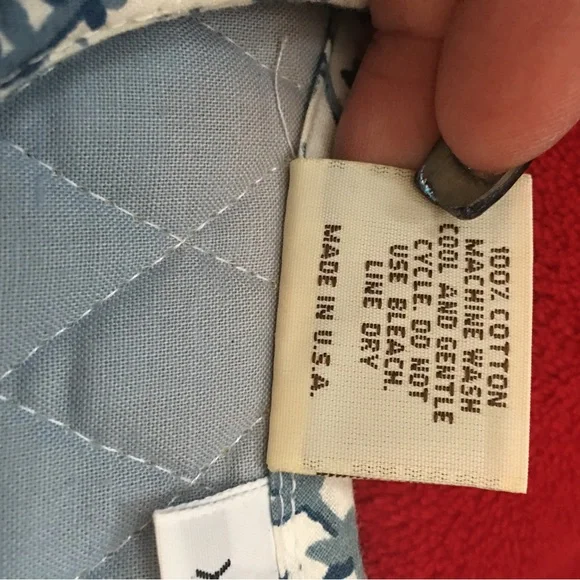 100% COTTON
MACHINE WASH
COOL AND GENTLE
CYCLE. DO NOT
USE BLEACH.
LINE DRY
MADE IN U.S.A.